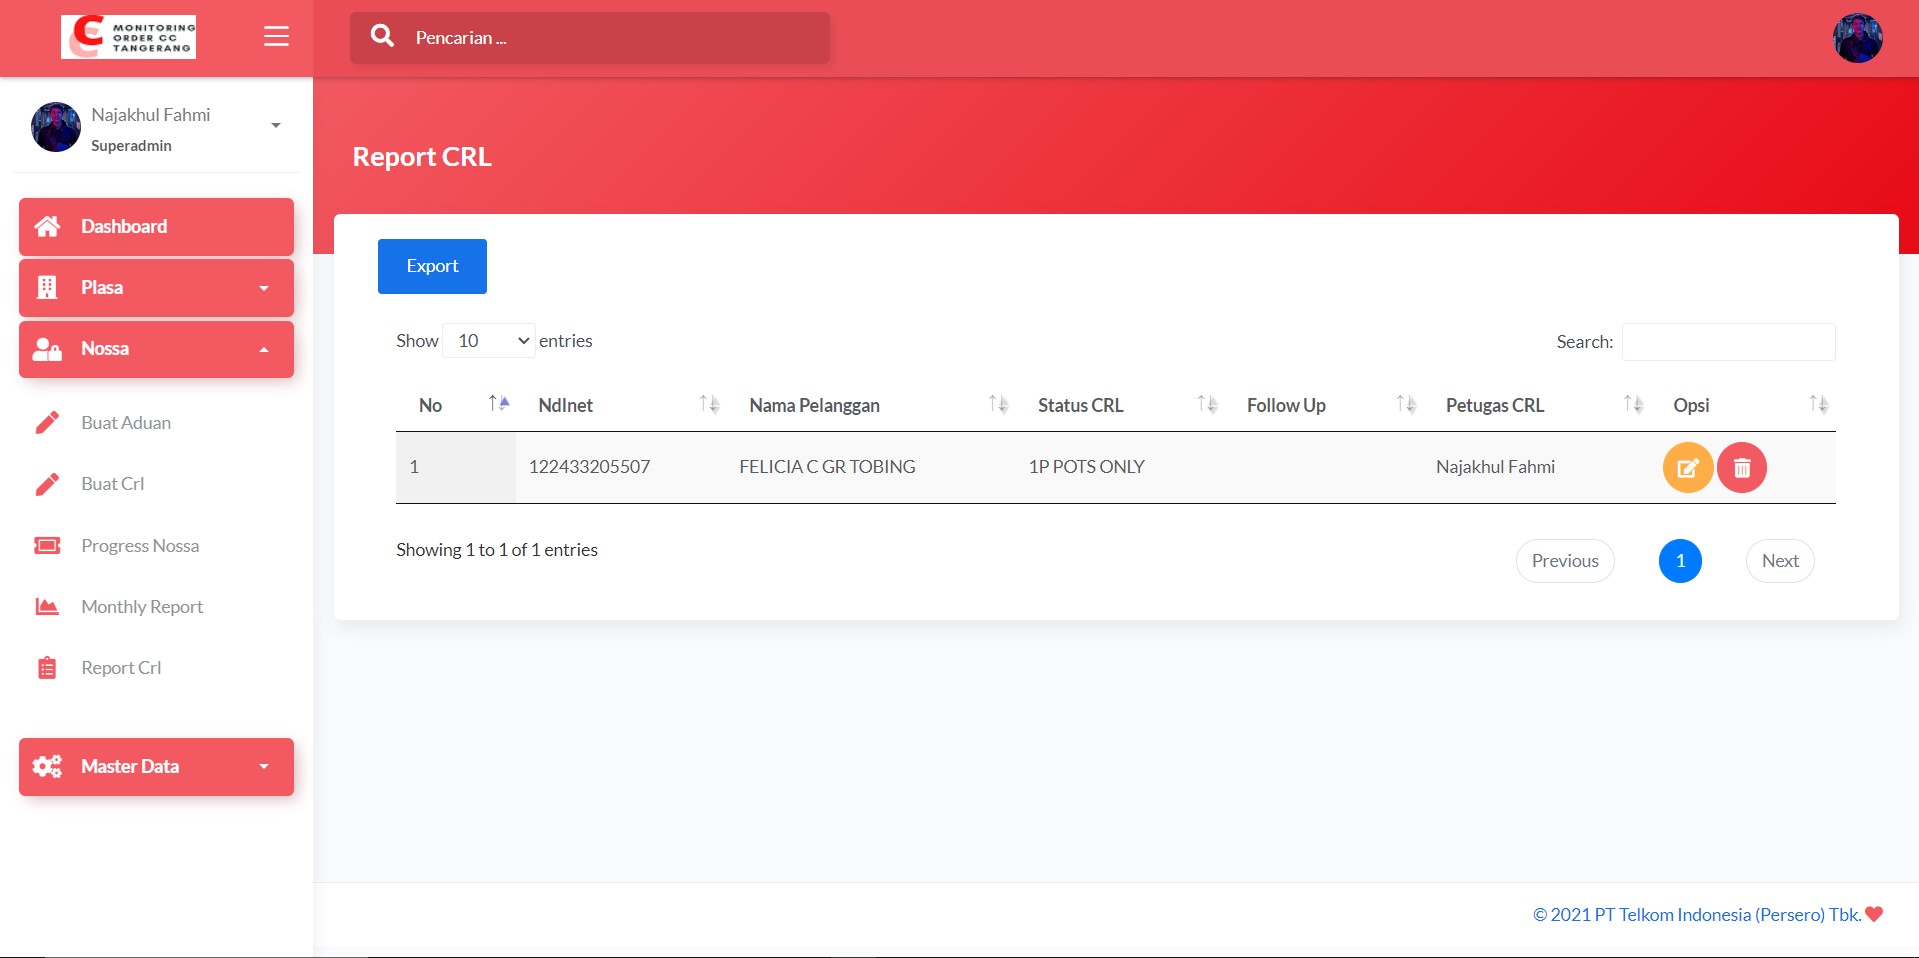 MONITORING
ORDER CC
TANGERANG
Pencarian ...
Najakhul Fahmi
Superadmin
Dashboard
Plasa
Nossa
Buat Aduan
Buat Crl
Progress Nossa
Monthly Report
Report Crl
Master Data
Report CRL
Export
Show 10 entries
Search:
No NdInet Nama Pelanggan Status CRL Follow Up Petugas CRL Opsi
1 122433205507 FELICIA C GR TOBING 1P POTS ONLY Najakhul Fahmi
Showing 1 to 1 of 1 entries
Previous 1 Next
© 2021 PT Telkom Indonesia (Persero) Tbk.